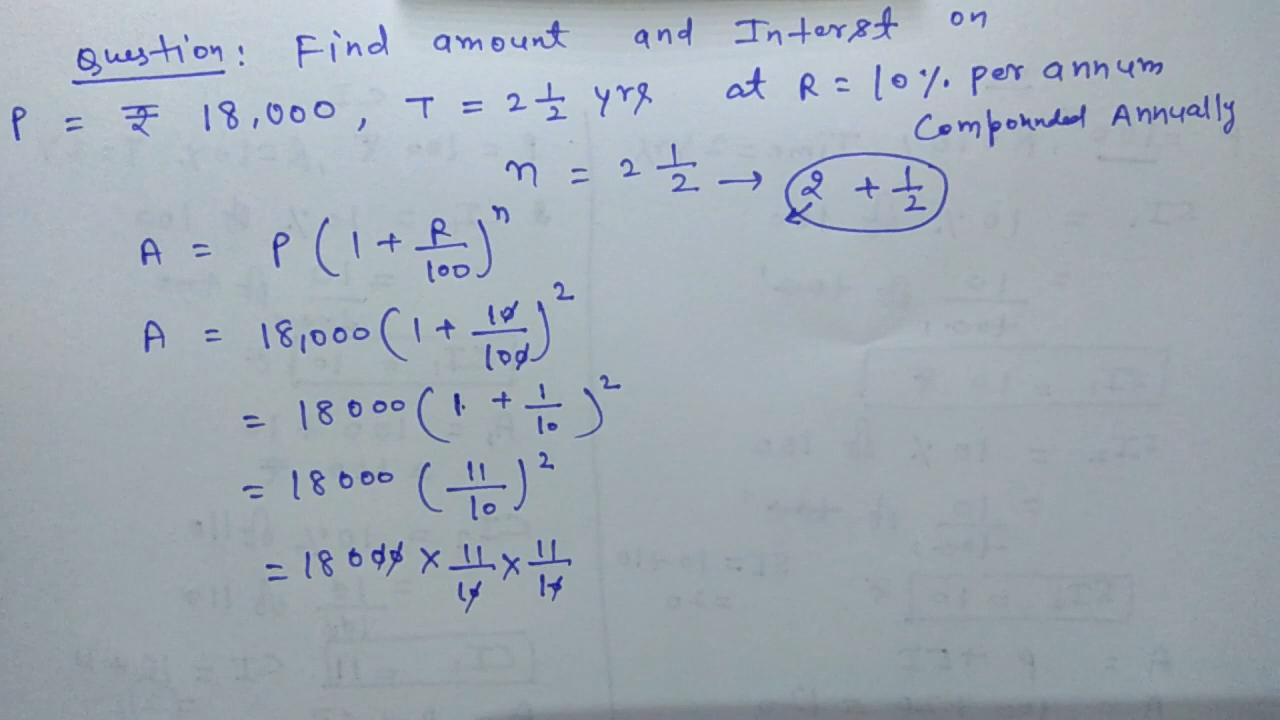 Question: Find amount and Interst on
P = ₹ 18,000, T = 2 1/2 yrs at R = 10% per annum
Compounded Annually
n = 2 1/2 → 2 + 1/2
A = P(1 + R/100)^n
A = 18,000(1 + 10/100)^2
= 18000(1 + 1/10)^2
= 18000(11/10)^2
= 18000 × 11/10 × 11/10